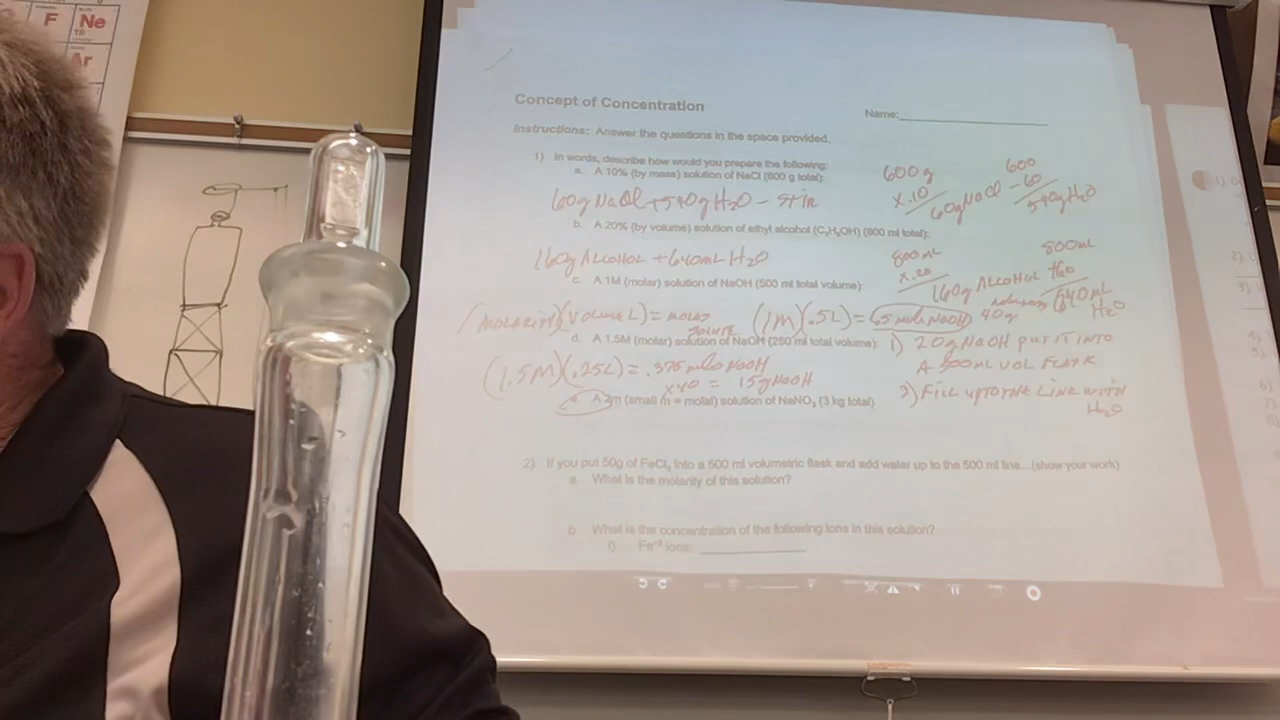 F Ne
Ar
Concept of Concentration
Name:
Instructions: Answer the questions in the space provided.
1) In words, describe how would you prepare the following:
a. A 10% (by mass) solution of NaCl (600 g total):
600 g
x .10
60g NaCl
600
- 60
540g H2O
60g NaCl + 540g H2O - Stir
b. A 20% (by volume) solution of ethyl alcohol (C2H5OH) (800 ml total):
160g Alcohol + 640mL H2O
800mL
x .20
160g Alcohol
800mL
640mL
H2O
c. A 1M (molar) solution of NaOH (500 ml total volume):
(Molarity)(Volume L) = moles
solute
(1M)(.5L) = .5 mole NaOH
40g
d. A 1.5M (molar) solution of NaOH (250 ml total volume):
1) 20g NaOH put it into
A 500mL vol flask
(1.5M)(.25L) = .375 moles NaOH
x 40 = 15g NaOH
2) Fill up to the line with
H2O
e. A 2m (small m = molal) solution of NaNO3 (3 kg total)
2) If you put 50g of FeCl3 into a 500 ml volumetric flask and add water up to the 500 ml line...(show your work)
a. What is the molarity of this solution?
b. What is the concentration of the following ions in this solution?
i) Fe+3 ions: